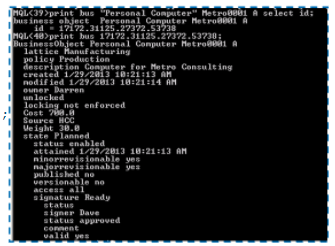 MQL<39>print bus "Personal Computer" Metro0001 A select id;
business object  Personal Computer Metro0001 A
    id = 17172.31125.27372.53738
MQL<40>print bus 17172.31125.27372.53738;
BusinessObject Personal Computer Metro0001 A
  lattice Manufacturing
  policy Production
  description Computer for Metro Consulting
  created 1/29/2013 10:21:13 AM
  modified 1/29/2013 10:21:14 AM
  owner Darren
  unlocked
  locking not enforced
  Cost 700.0
  Source HCC
  Weight 30.0
  state Planned
    status enabled
    attained 1/29/2013 10:21:13 AM
    minorrevisionable yes
    majorrevisionable yes
    published no
    versionable no
    access all
    signature Ready
      status
      signer Dave
      status approved
      comment
      valid yes
;